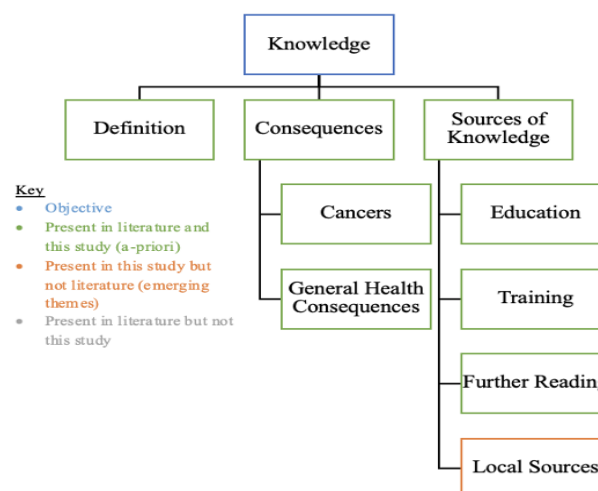 Knowledge
Definition
Consequences
Sources of
Knowledge
Key
• Objective
• Present in literature and
this study (a-priori)
• Present in this study but
not literature (emerging
themes)
• Present in literature but not
this study
Cancers
General Health
Consequences
Education
Training
Further Reading
Local Sources